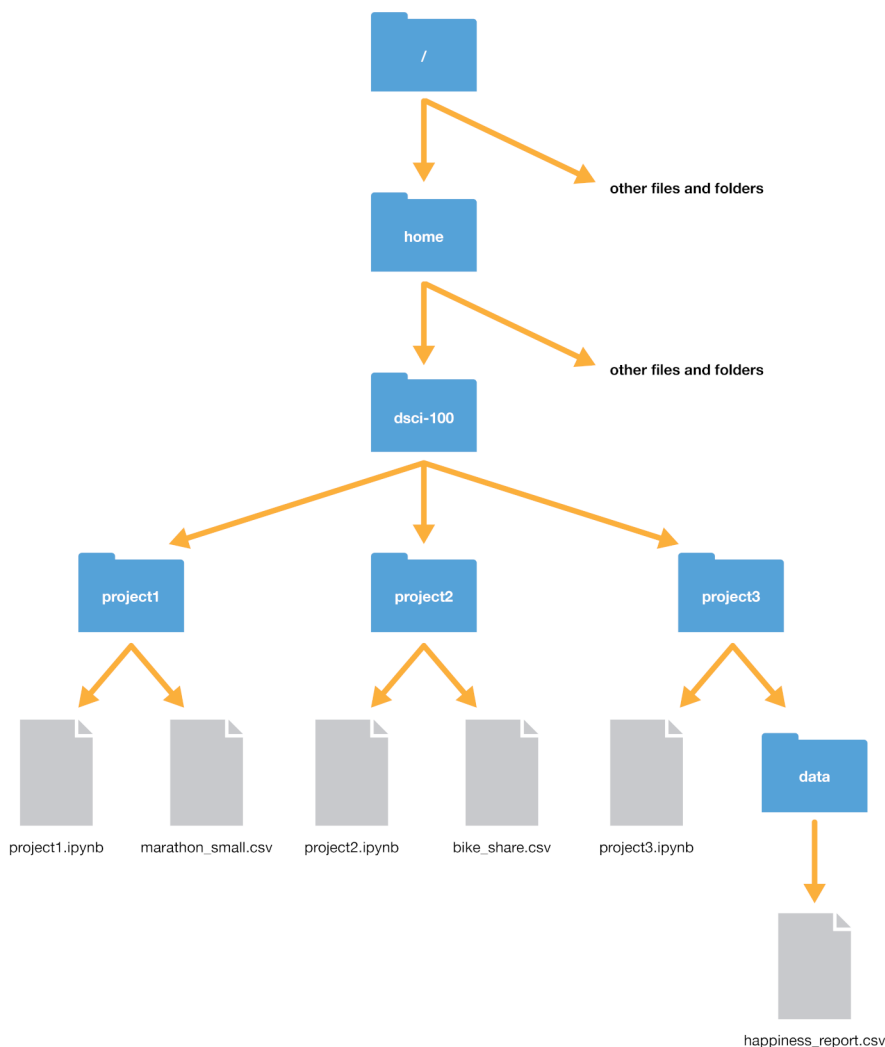 /
other files and folders
home
other files and folders
dsci-100
project1
project2
project3
data
project1.ipynb
marathon_small.csv
project2.ipynb
bike_share.csv
project3.ipynb
happiness_report.csv